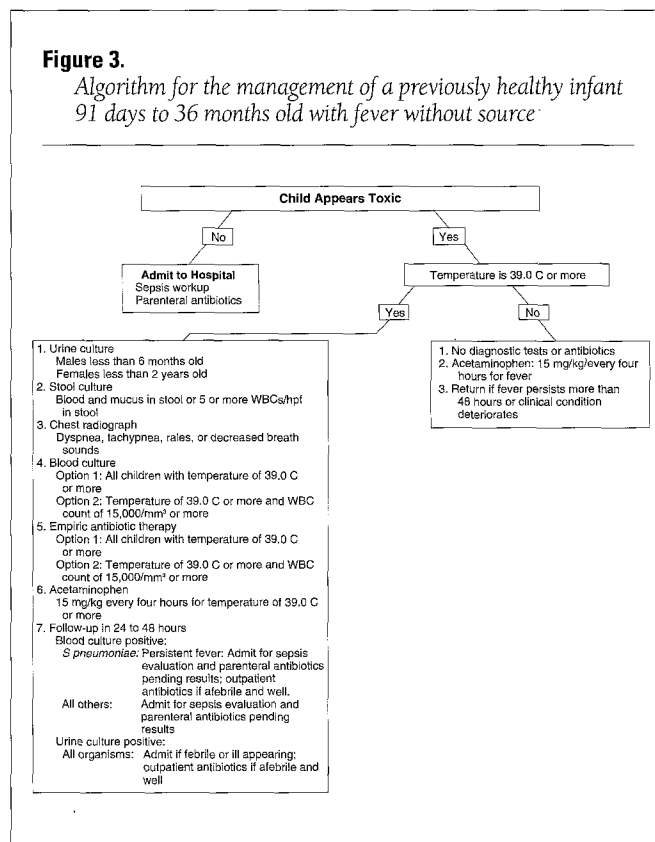 Figure 3.
Algorithm for the management of a previously healthy infant
91 days to 36 months old with fever without source
Child Appears Toxic
No
Yes
Admit to Hospital
Sepsis workup
Parenteral antibiotics
Temperature is 39.0 C or more
Yes
No
1. Urine culture
Males less than 6 months old
Females less than 2 years old
2. Stool culture
Blood and mucus in stool or 5 or more WBCs/hpf
in stool
3. Chest radiograph
Dyspnea, tachypnea, rales, or decreased breath
sounds
4. Blood culture
Option 1: All children with temperature of 39.0 C
or more
Option 2: Temperature of 39.0 C or more and WBC
count of 15,000/mm³ or more
5. Empiric antibiotic therapy
Option 1: All children with temperature of 39.0 C
or more
Option 2: Temperature of 39.0 C or more and WBC
count of 15,000/mm³ or more
6. Acetaminophen
15 mg/kg every four hours for temperature of 39.0 C
or more
7. Follow-up in 24 to 48 hours
Blood culture positive:
S pneumoniae: Persistent fever: Admit for sepsis
evaluation and parenteral antibiotics
pending results; outpatient
antibiotics if afebrile and well.
All others: Admit for sepsis evaluation and
parenteral antibiotics pending
results
Urine culture positive:
All organisms: Admit if febrile or ill appearing;
outpatient antibiotics if afebrile and
well
1. No diagnostic tests or antibiotics
2. Acetaminophen: 15 mg/kg/every four
hours for fever
3. Return if fever persists more than
48 hours or clinical condition
deteriorates